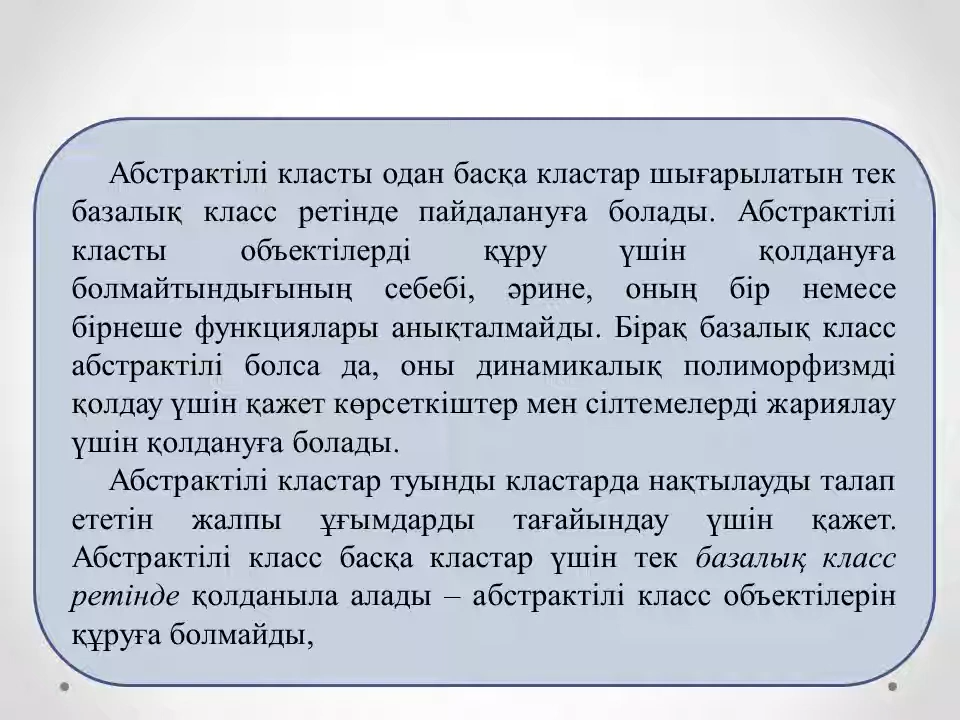 Абстрактілі класты одан басқа кластар шығарылатын тек
базалық класс ретінде пайдалануға болады. Абстрактілі
класты объектілерді құру үшін қолдануға
болмайтындығының себебі, әрине, оның бір немесе
бірнеше функциялары анықталмайды. Бірақ базалық класс
абстрактілі болса да, оны динамикалық полиморфизмді
қолдау үшін қажет көрсеткіштер мен сілтемелерді жариялау
үшін қолдануға болады.
Абстрактілі кластар туынды кластарда нақтылауды талап
ететін жалпы ұғымдарды тағайындау үшін қажет.
Абстрактілі класс басқа кластар үшін тек базалық класс
ретінде қолданыла алады – абстрактілі класс объектілерін
құруға болмайды,